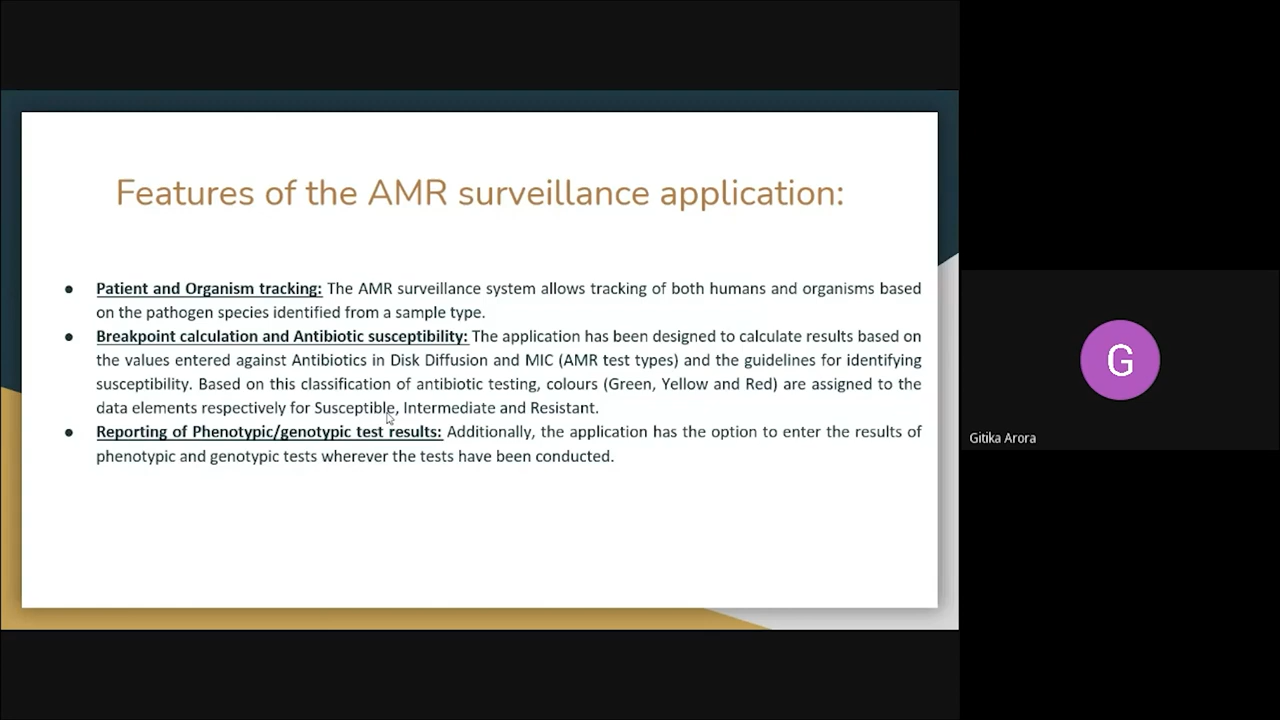 Features of the AMR surveillance application:
● Patient and Organism tracking: The AMR surveillance system allows tracking of both humans and organisms based
on the pathogen species identified from a sample type.
● Breakpoint calculation and Antibiotic susceptibility: The application has been designed to calculate results based on
the values entered against Antibiotics in Disk Diffusion and MIC (AMR test types) and the guidelines for identifying
susceptibility. Based on this classification of antibiotic testing, colours (Green, Yellow and Red) are assigned to the
data elements respectively for Susceptible, Intermediate and Resistant.
● Reporting of Phenotypic/genotypic test results: Additionally, the application has the option to enter the results of
phenotypic and genotypic tests wherever the tests have been conducted.
G
Gitika Arora